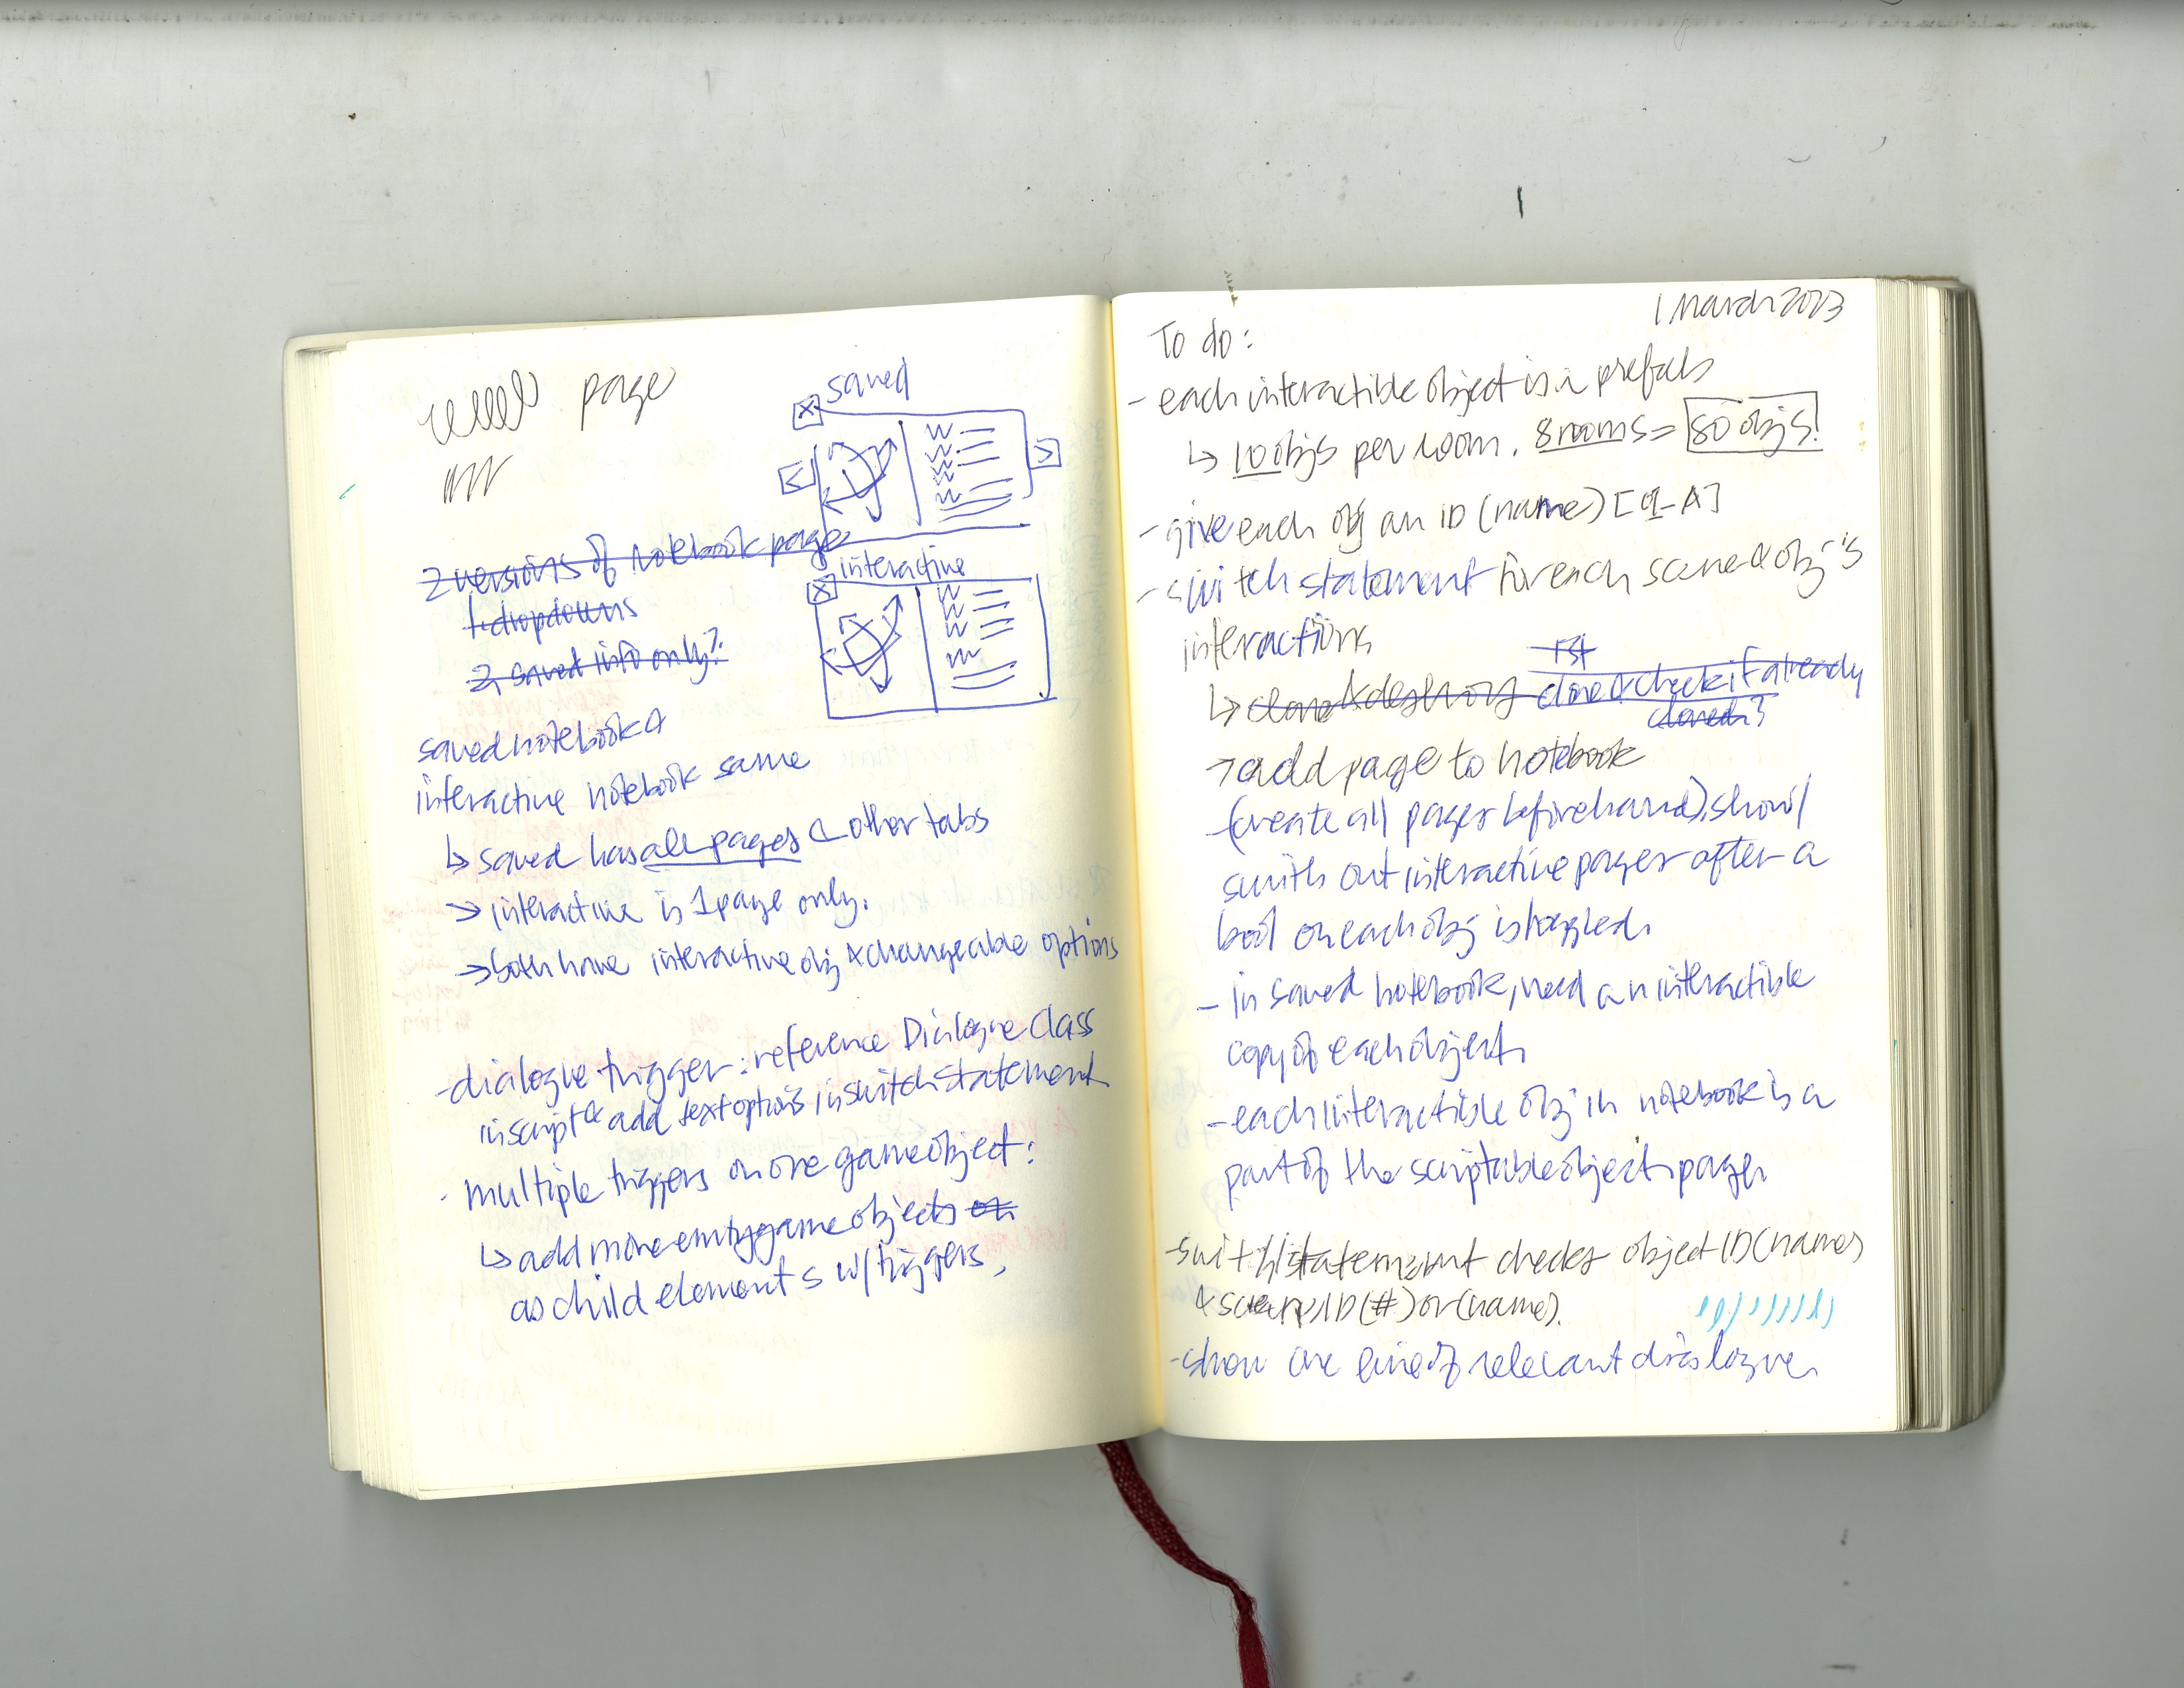 page
saved
2 versions of notebook pages
interactive
1. dropdowns
2. saved info only?
saved notebook &
interactive notebook same
↳ saved has all pages & other tabs
→ interactive is 1 page only.
→ both have interactive obj & changeable options
- dialogue trigger: reference Dialogue Class
in script & add text options in switch statement
- multiple triggers on one game object:
↳ add more empty game objects
as child elements w/ triggers,
1 March 2023
To do:
- each interactible object is in prefabs
↳ 10 objs per room. 8 rooms = 80 objs!
- give each obj an ID (name)
- switch statement for each scene & obj's
interactions
↳ clone & destroy clone & check if already
cloned?
→ add page to notebook
- (create all pages beforehand), show/
switch out interactive pages after a
bool on each obj is toggled.
- in saved notebook, need an interactible
copy of each object.
- each interactible obj in notebook is a
part of the scriptable object pages
- switch statement checks object ID (name)
& scene ID (#) or (name).
- show one line of relevant dialogue